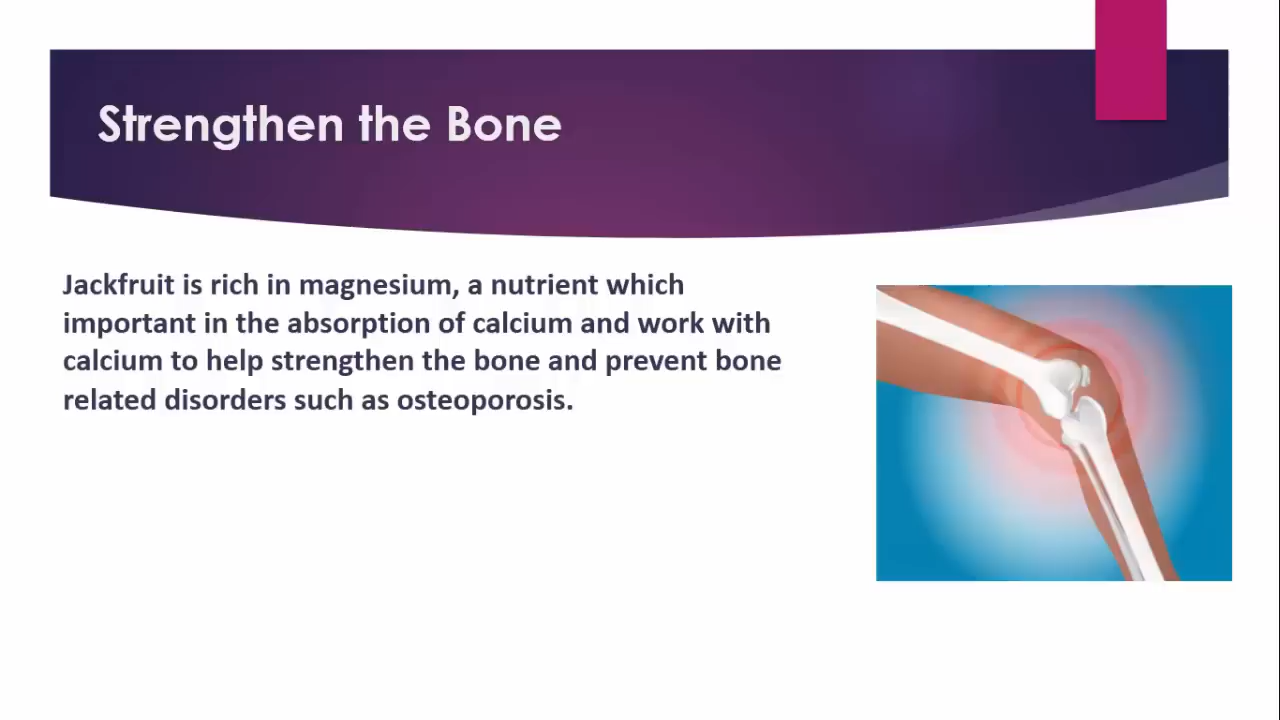 Strengthen the Bone
Jackfruit is rich in magnesium, a nutrient which
important in the absorption of calcium and work with
calcium to help strengthen the bone and prevent bone
related disorders such as osteoporosis.